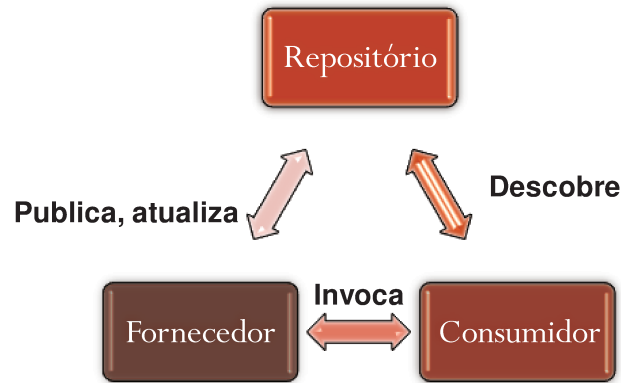 Repositório
Descobre
Publica, atualiza
Invoca
Fornecedor
Consumidor